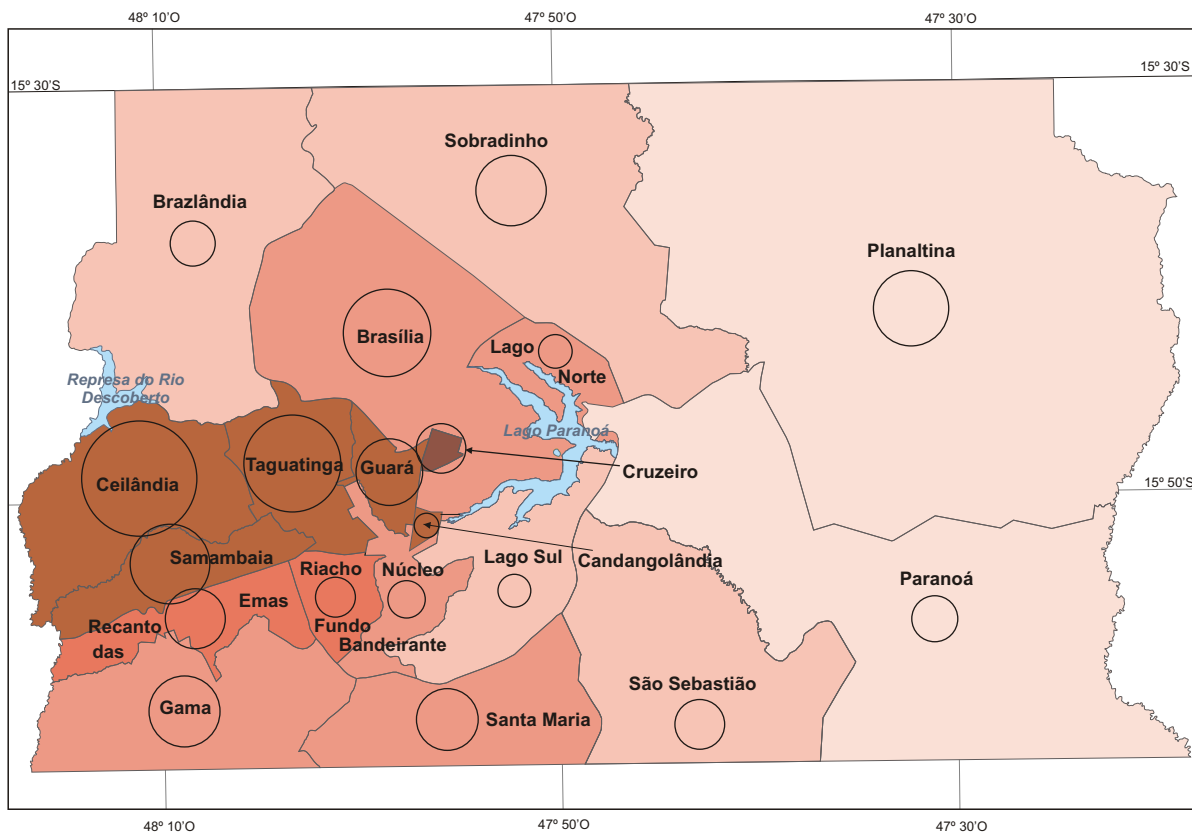 48º 10’O
47º 50’O
47º 30’O
15º 30’S
15º 30’S
Sobradinho
Brazlândia
Planaltina
Brasília
Lago
Norte
Represa do Rio
Descoberto
Lago Paranoá
Taguatinga
Guará
Cruzeiro
Ceilândia
15º 50’S
Samambaia
Riacho
Fundo
Núcleo
Bandeirante
Lago Sul
Candangolândia
Paranoá
Recanto
das
Emas
São Sebastião
Gama
Santa Maria
48º 10’O
47º 50’O
47º 30’O